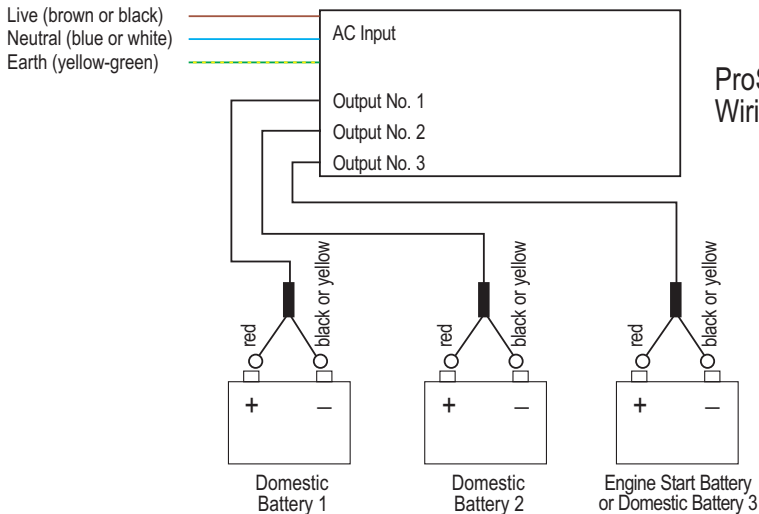 Live (brown or black)
Neutral (blue or white)
Earth (yellow-green)
AC Input
Output No. 1
Output No. 2
Output No. 3
Wiri
red
black or yellow
red
black or yellow
red
black or yellow
+
–
+
–
+
–
Domestic
Battery 1
Domestic
Battery 2
Engine Start Battery
or Domestic Battery 3